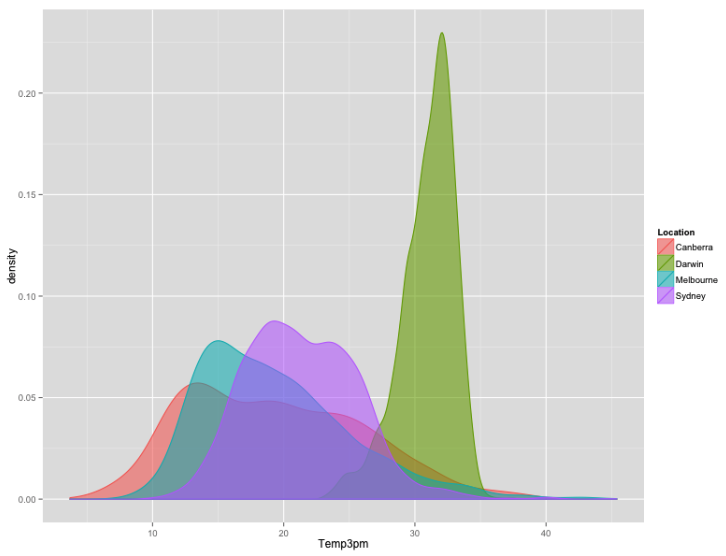 density
0.20
0.15
0.10
0.05
0.00
10 20 30 40
Temp3pm
Location
Canberra
Darwin
Melbourne
Sydney